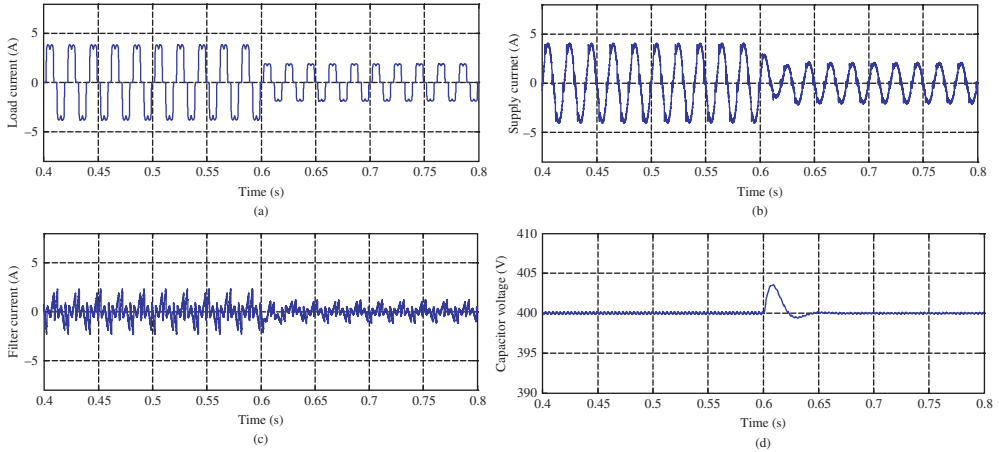 5
0
−5
Load current (A)
0.4 0.45 0.5 0.55 0.6 0.65 0.7 0.75 0.8
Time (s)
(a)
5
0
−5
Supply curmet (A)
0.4 0.45 0.5 0.55 0.6 0.65 0.7 0.75 0.8
Time (s)
(b)
5
0
−5
Filter current (A)
0.4 0.45 0.5 0.55 0.6 0.65 0.7 0.75 0.8
Time (s)
(c)
410
405
400
395
390
Capacitor voltage (V)
0.4 0.45 0.5 0.55 0.6 0.65 0.7 0.75 0.8
Time (s)
(d)